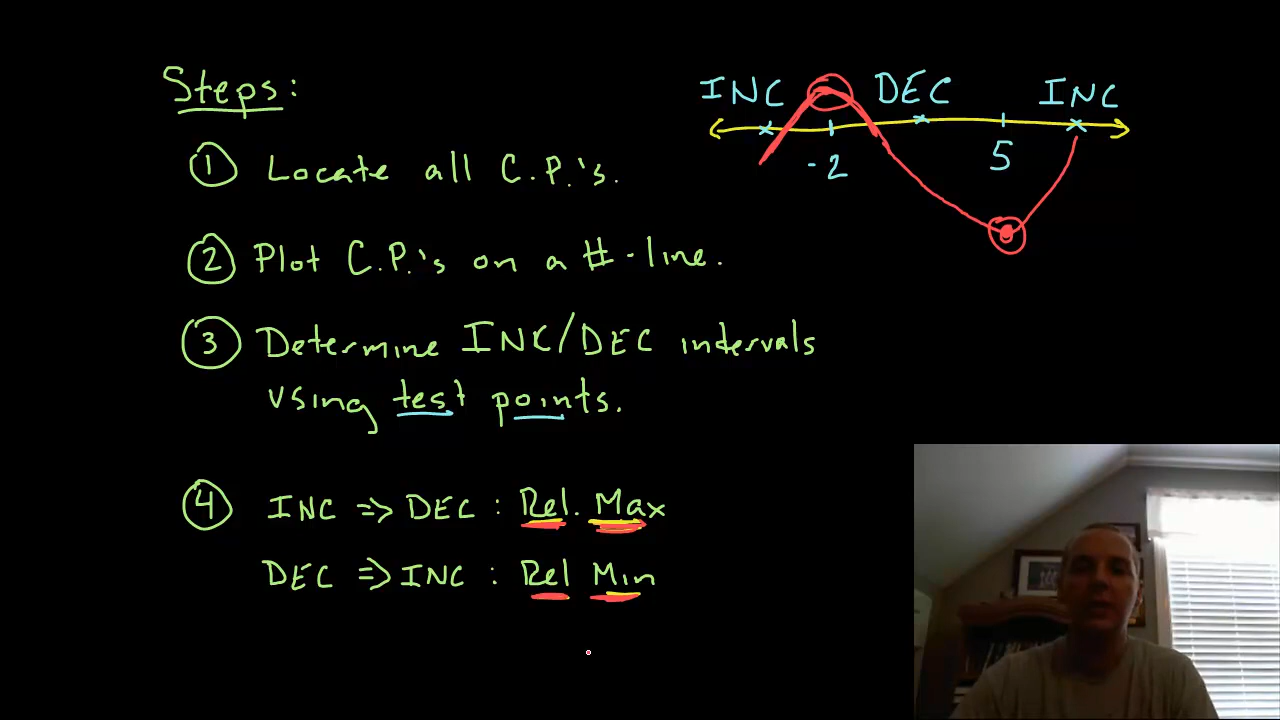 Steps:
① Locate all C.P.'s.
② Plot C.P.'s on a #-line.
③ Determine INC/DEC intervals
using test points.
④ INC ⇒ DEC : Rel. Max
DEC ⇒ INC : Rel Min
INC DEC INC
-2 5